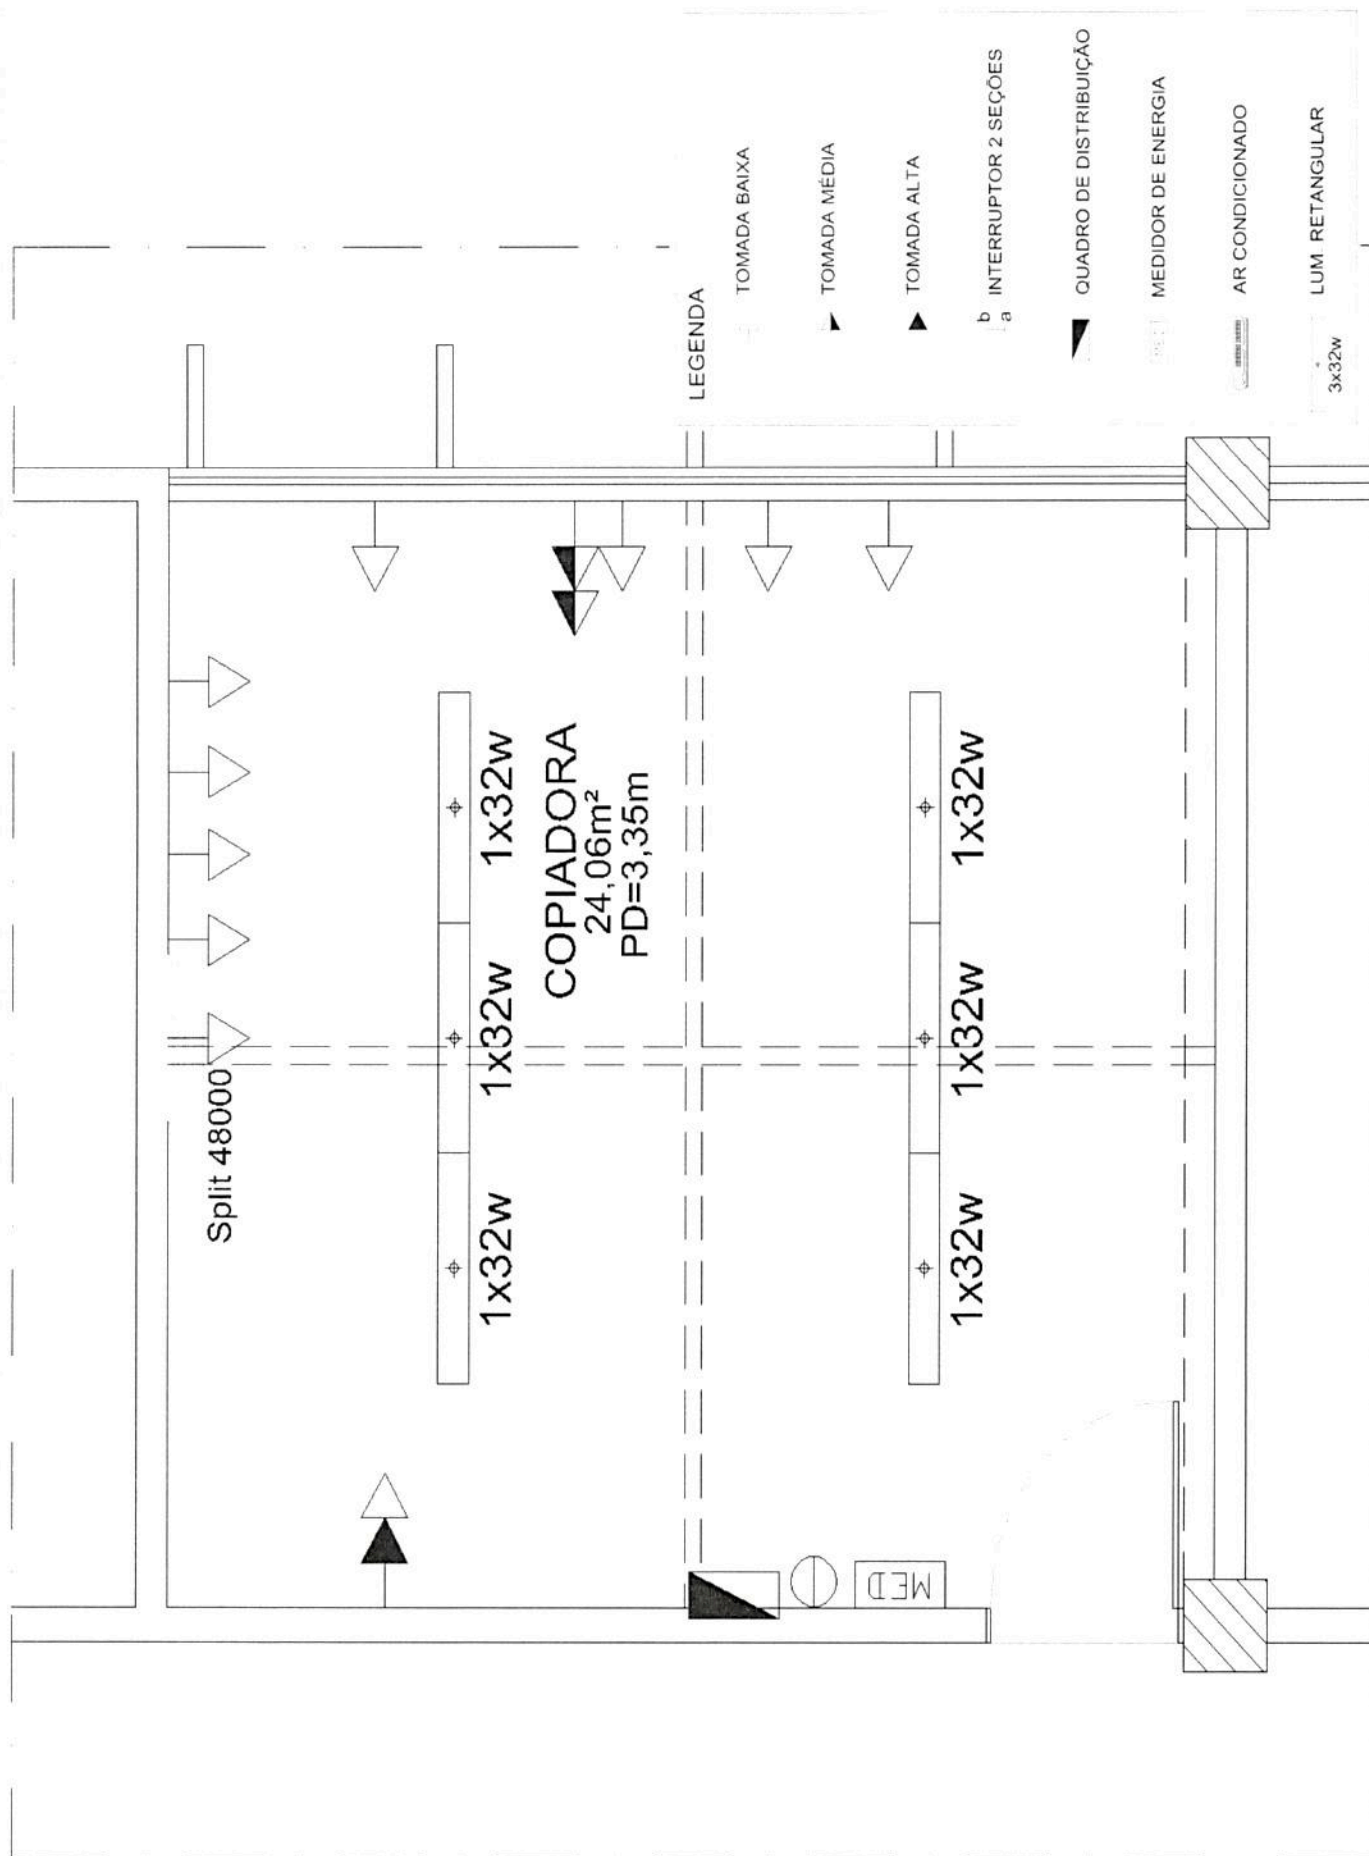 Split 48000
1x32w
1x32w
1x32w
COPIADORA
24,06m²
PD=3,35m
1x32w
1x32w
1x32w
MED
LEGENDA
TOMADA BAIXA
TOMADA MÉDIA
TOMADA ALTA
b
a
INTERRUPTOR 2 SEÇÕES
QUADRO DE DISTRIBUIÇÃO
MEDIDOR DE ENERGIA
AR CONDICIONADO
LUM. RETANGULAR
3x32w